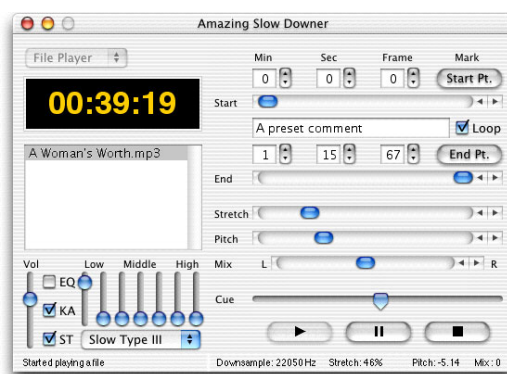 Amazing Slow Downer
File Player
Min Sec Frame Mark
0 0 0 Start Pt.
00:39:19
Start
A preset comment Loop
A Woman's Worth.mp3
1 15 67 End Pt.
End
Stretch
Pitch
Vol Low Middle High
Mix L R
EQ
KA
Cue
ST Slow Type III
Started playing a file Downsample: 22050Hz Stretch: 46% Pitch: -5.14 Mix: 0